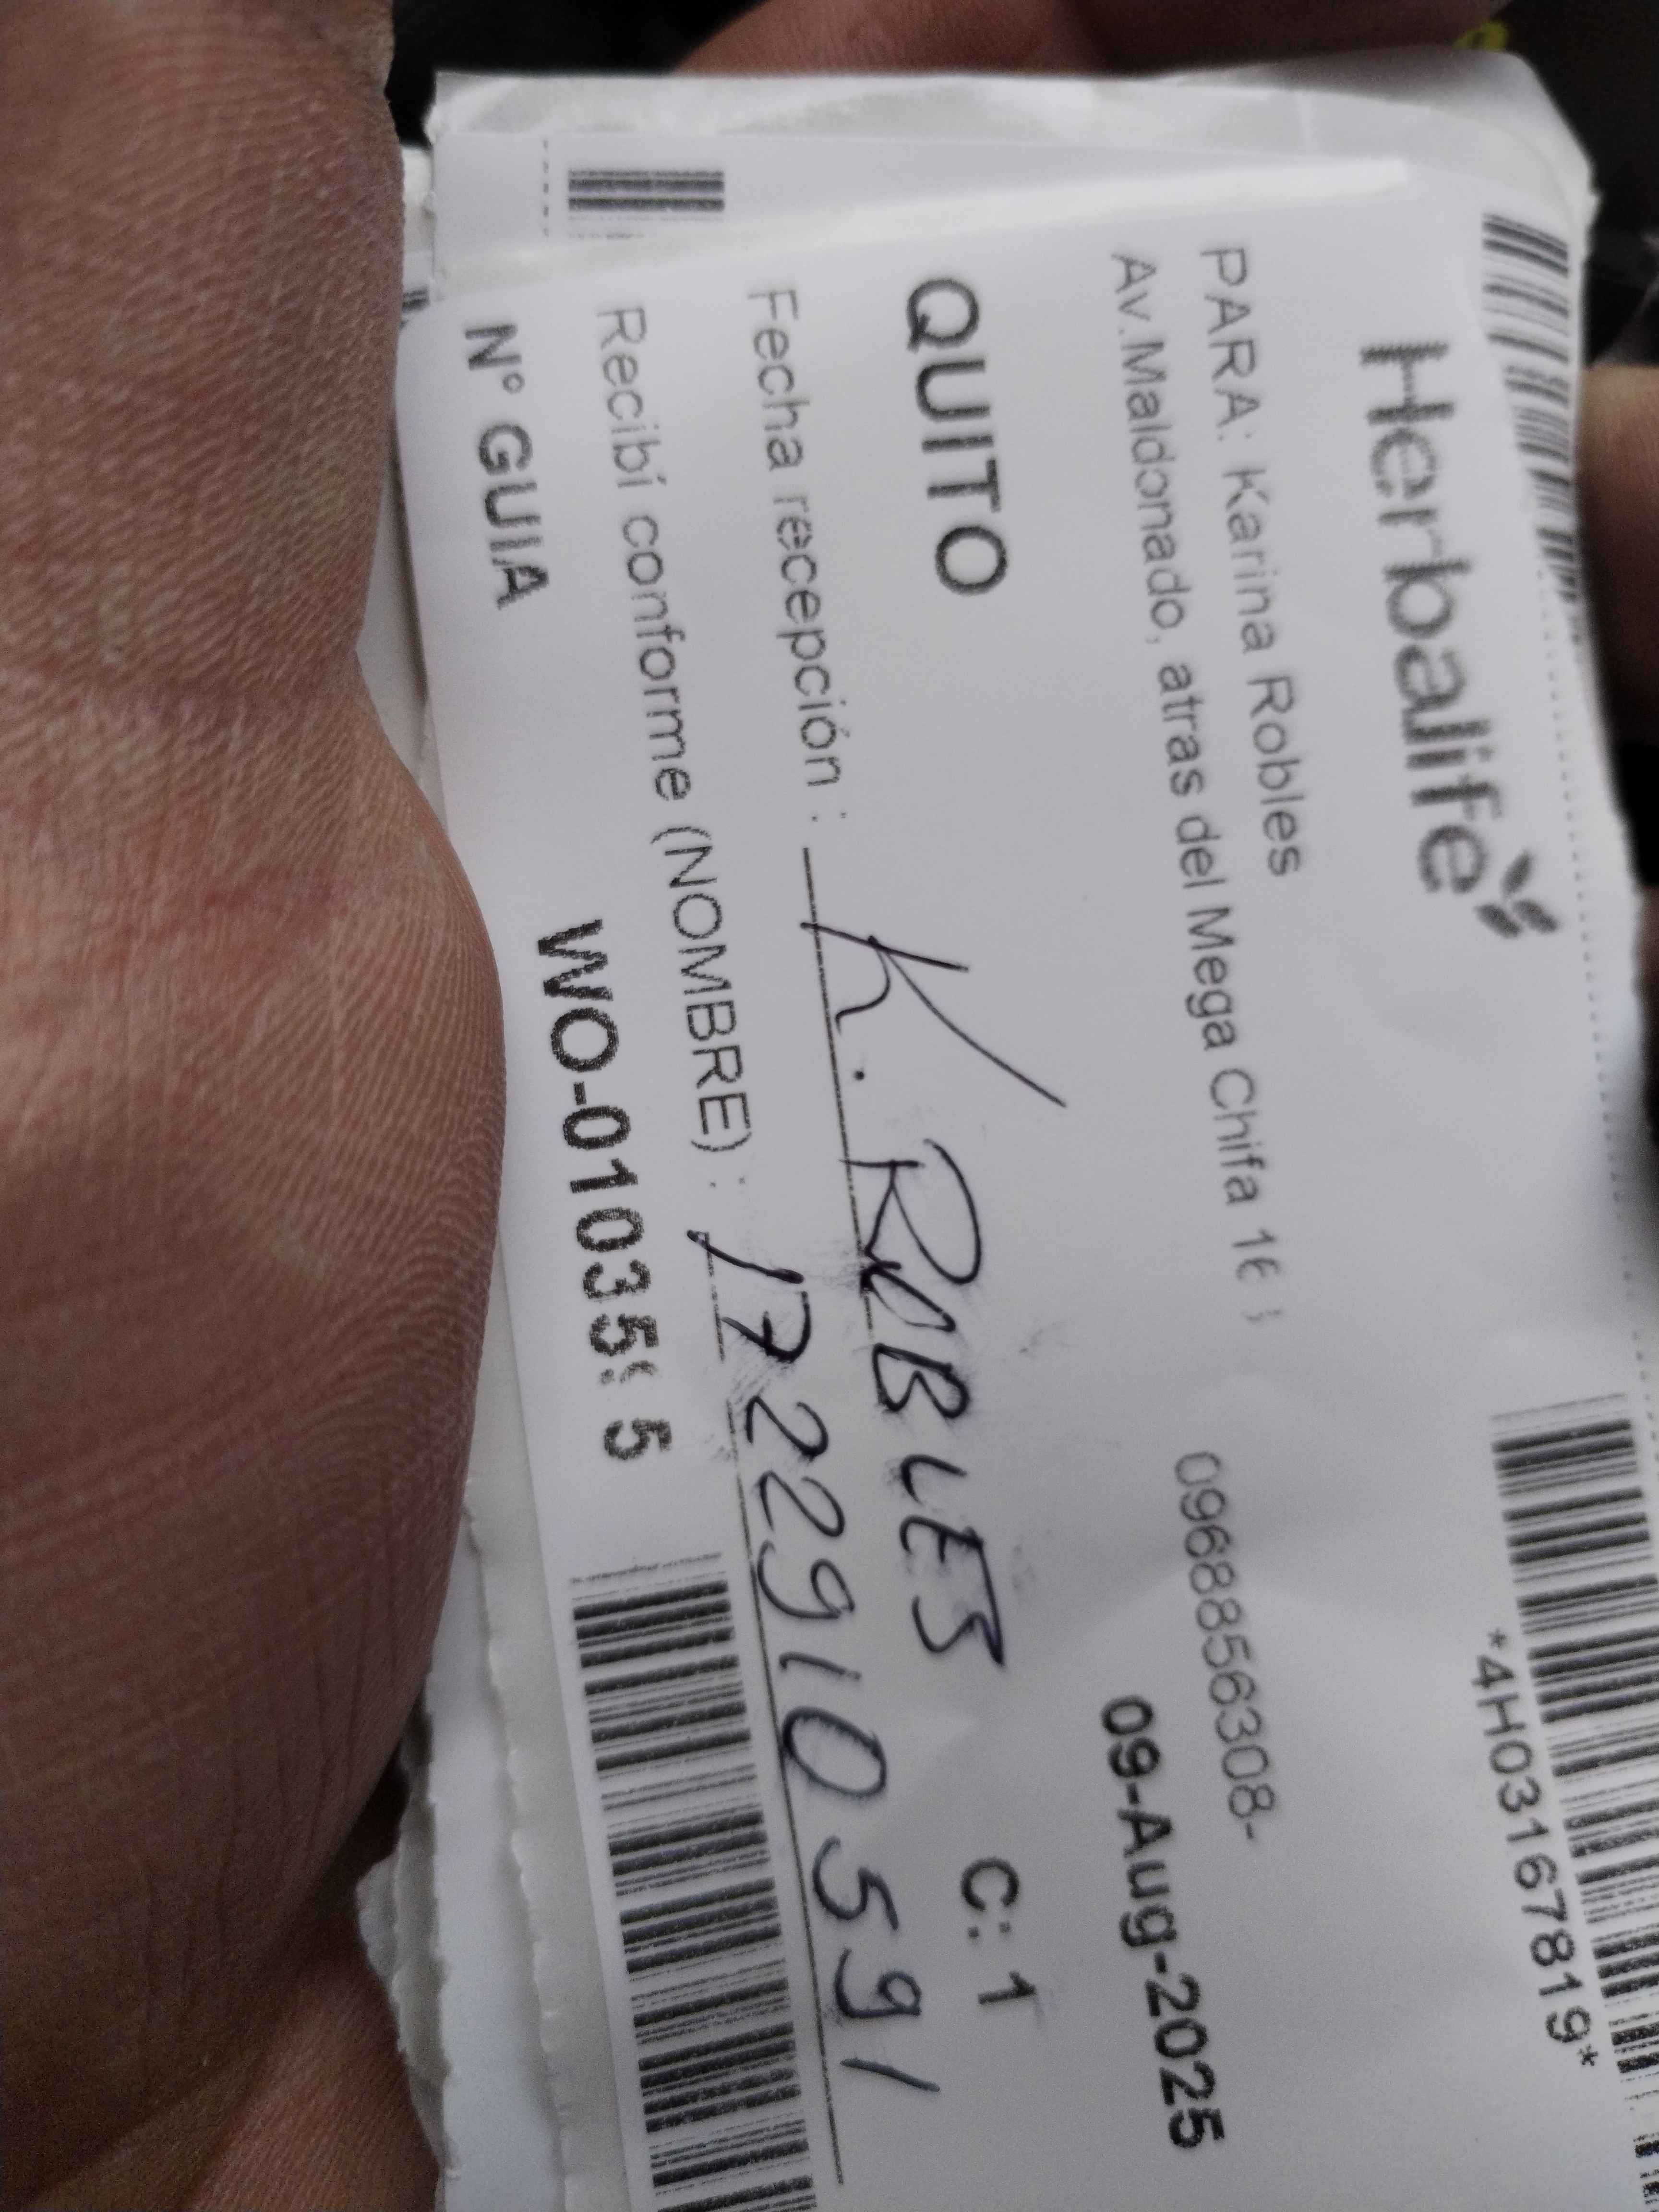 *4H03167819*
Herbalife
PARA: Karina Robles
0968856308-
Av.Maldonado, atras del Mega Chifa
09-Aug-2025
QUITO
C: 1
Fecha recepción : K. ROBLES
Recibí conforme (NOMBRE) : 1722910591
N° GUIA